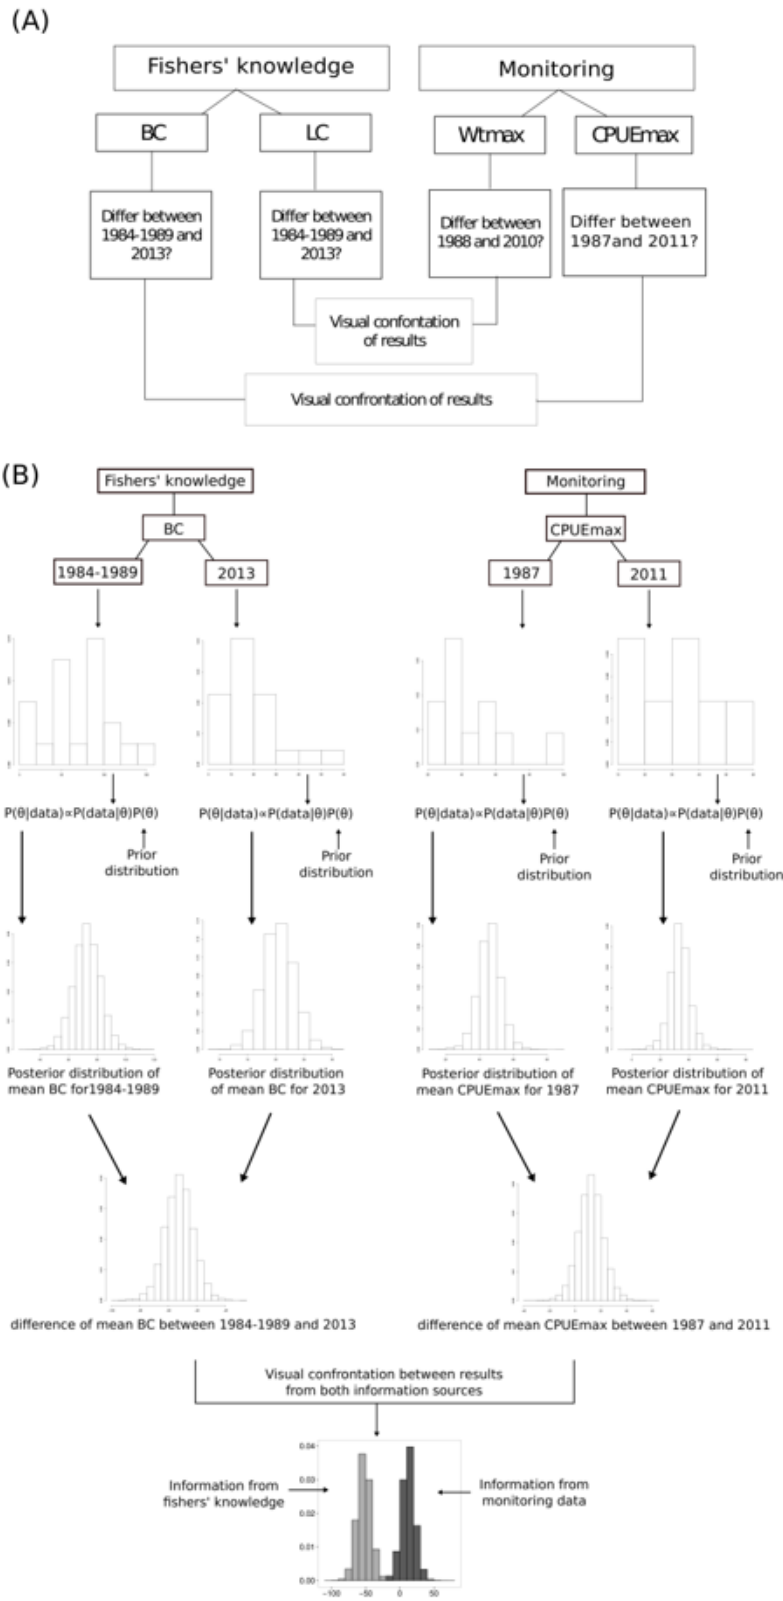 (A)
Fishers' knowledge
Monitoring
BC
LC
Wtmax
CPUEmax
Differ between
1984-1989 and
2013?
Differ between
1984-1989 and
2013?
Differ between
1988 and 2010?
Differ between
1987and 2011?
Visual confontation
of results
Visual confrontation of results
(B)
Fishers' knowledge
Monitoring
BC
CPUEmax
1984-1989
2013
1987
2011
P(θ|data)∝P(data|θ)P(θ)
P(θ|data)∝P(data|θ)P(θ)
P(θ|data)∝P(data|θ)P(θ)
P(θ|data)∝P(data|θ)P(θ)
Prior
distribution
Prior
distribution
Prior
distribution
Prior
distribution
Posterior distribution of
mean BC for1984-1989
Posterior distribution
of mean BC for 2013
Posterior distribution of
mean CPUEmax for 1987
Posterior distribution of
mean CPUEmax for 2011
difference of mean BC between 1984-1989 and 2013
difference of mean CPUEmax between 1987 and 2011
Visual confrontation between results
from both information sources
Information from
fishers' knowledge
Information from
monitoring data
0.04
0.03
0.02
0.01
0.00
−100 −50 0 50